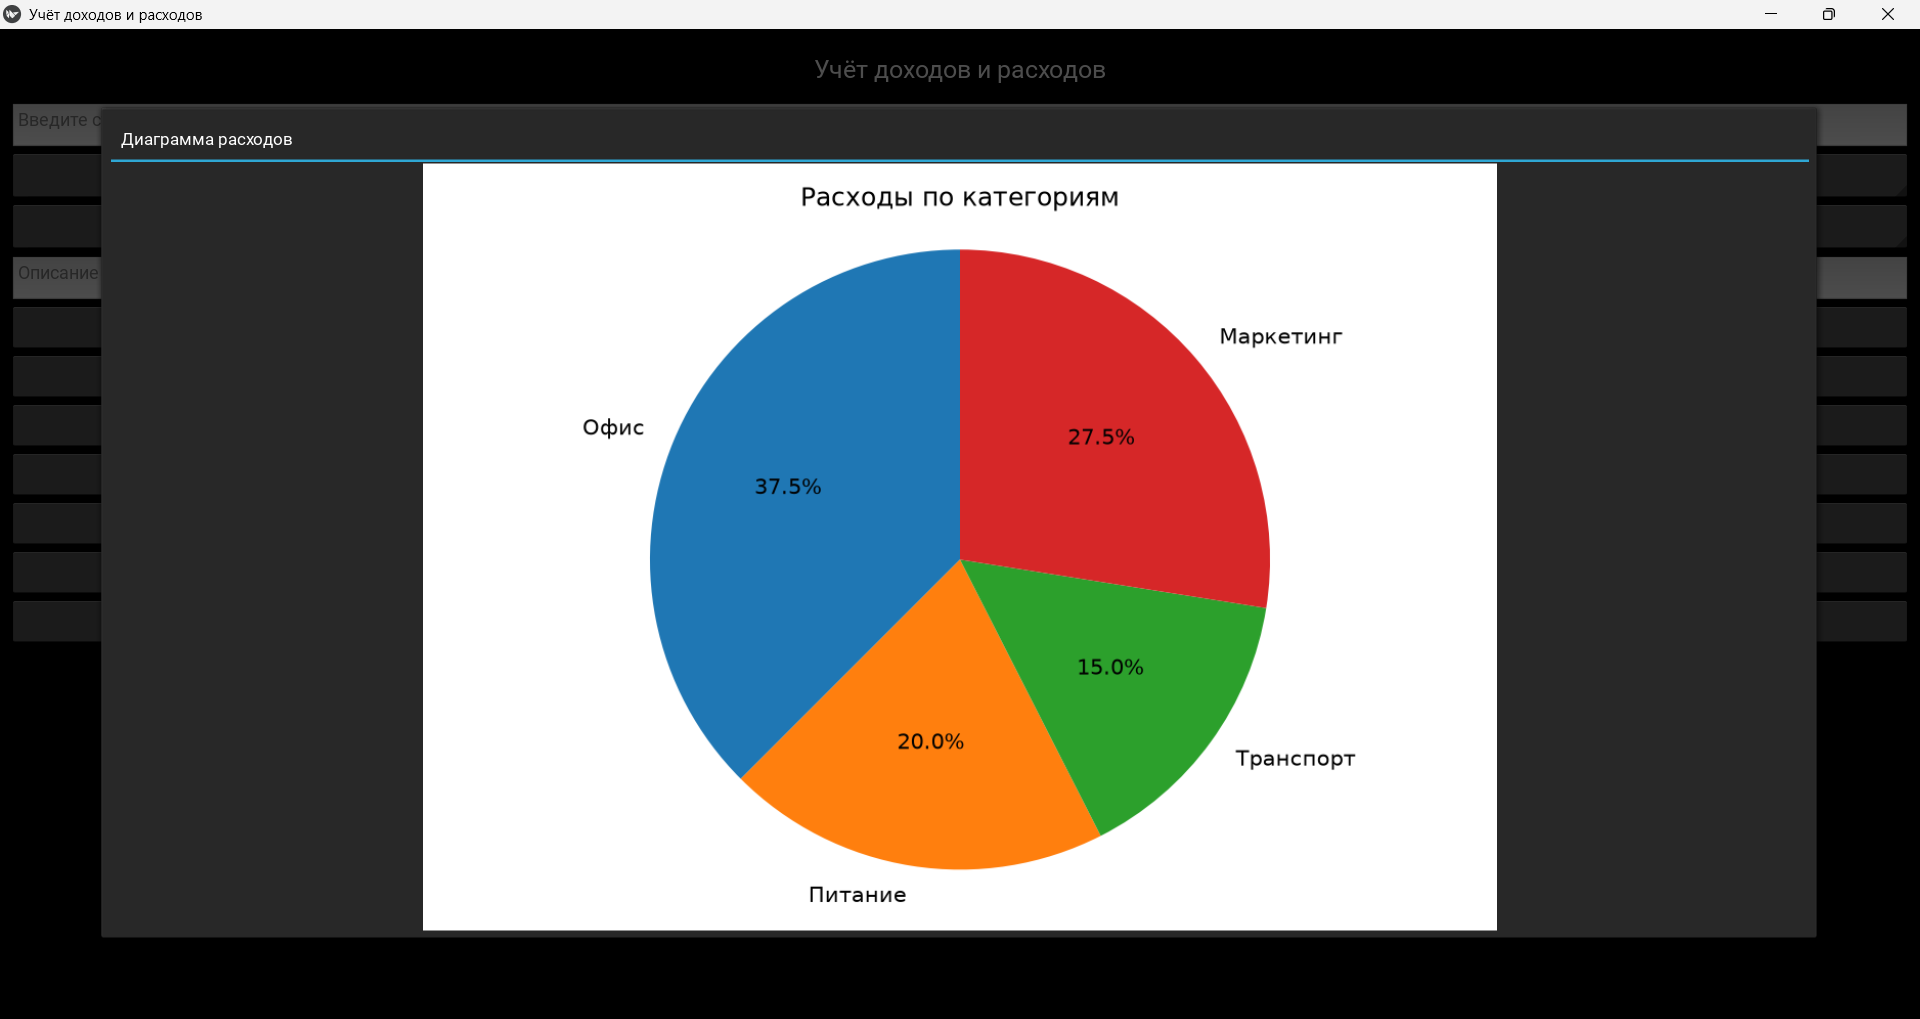 Учёт доходов и расходов
Учёт доходов и расходов
Введите с
Диаграмма расходов
Расходы по категориям
Маркетинг
Офис
27.5%
37.5%
Описание
15.0%
20.0%
Транспорт
Питание